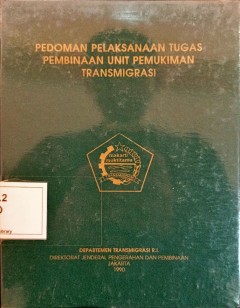 PEDOMAN PELAKSANAAN TUGAS
PEMBINAAN UNIT PEMUKIMAN
TRANSMIGRASI
DEPARTEMEN TRANSMIGRASI R.I.
DIREKTORAT JENDERAL PENGERAHAN DAN PEMBINAAN
JAKARTA
1990